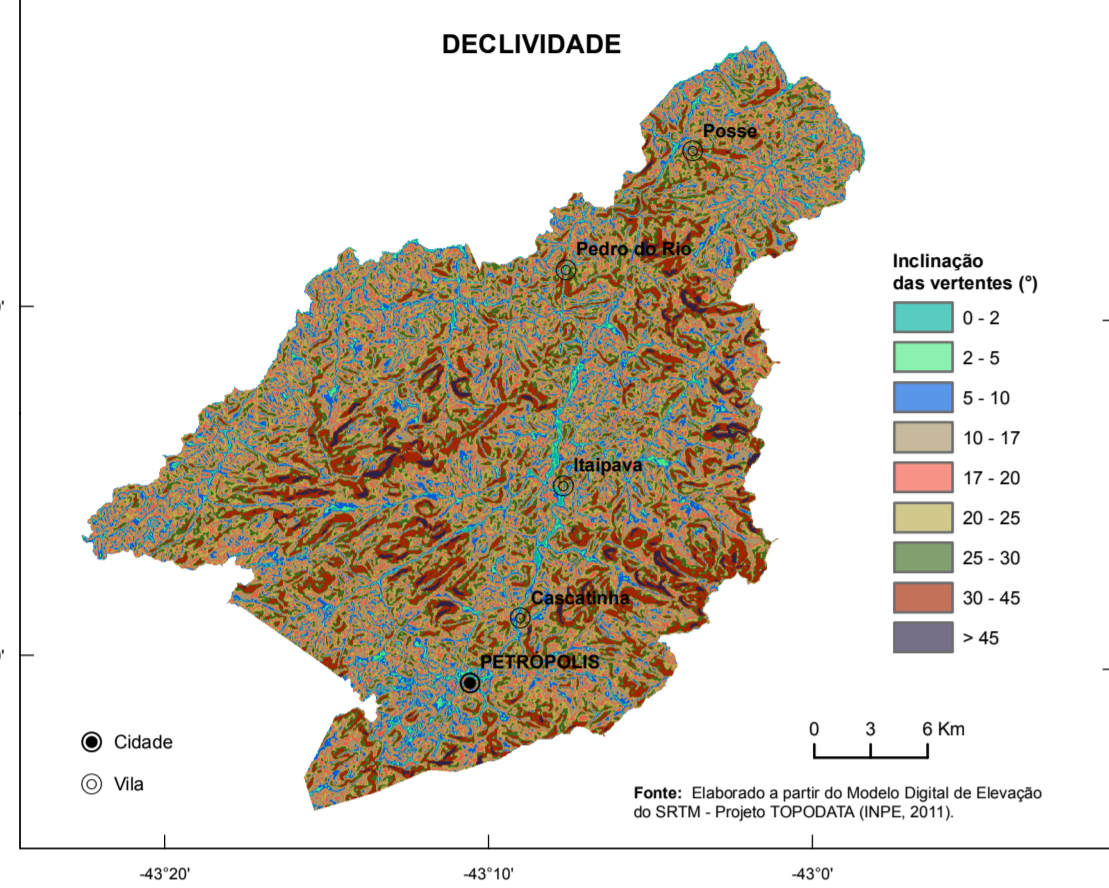 DECLIVIDADE
Posse
Pedro do Rio
Itaipava
Cascatinha
PETRÓPOLIS
Inclinação
das vertentes (°)
0 - 2
2 - 5
5 - 10
10 - 17
17 - 20
20 - 25
25 - 30
30 - 45
> 45
Cidade
Vila
0 3 6 Km
Fonte: Elaborado a partir do Modelo Digital de Elevação
do SRTM - Projeto TOPODATA (INPE, 2011).
-43°20' -43°10' -43°0'